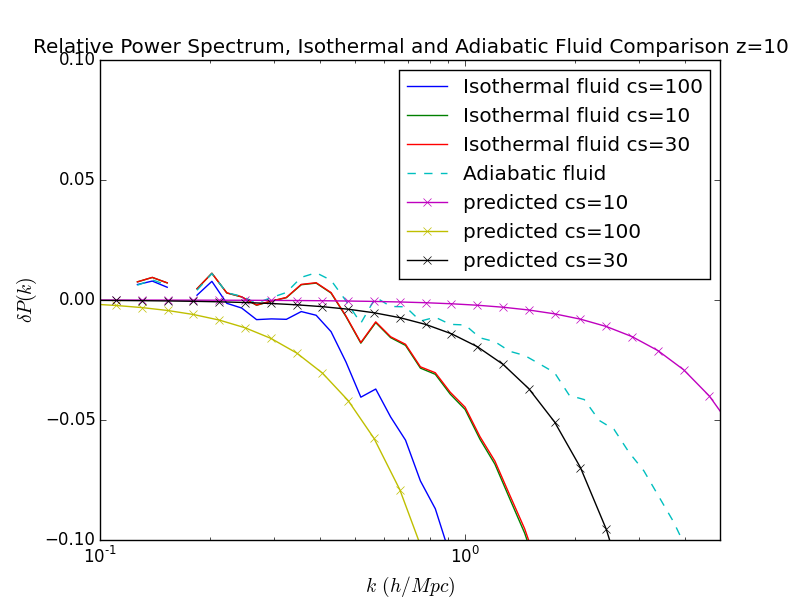 Relative Power Spectrum, Isothermal and Adiabatic Fluid Comparison z=10
0.10
0.05
0.00
−0.05
−0.10
δP(k)
Isothermal fluid cs=100
Isothermal fluid cs=10
Isothermal fluid cs=30
Adiabatic fluid
predicted cs=10
predicted cs=100
predicted cs=30
10⁻¹
10⁰
k (h/Mpc)